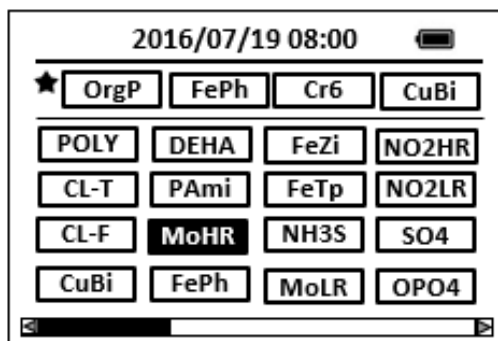 2016/07/19 08:00
OrgP FePh Cr6 CuBi
POLY DEHA FeZi NO2HR
CL-T PAmi FeTp NO2LR
CL-F MoHR NH3S SO4
CuBi FePh MoLR OPO4